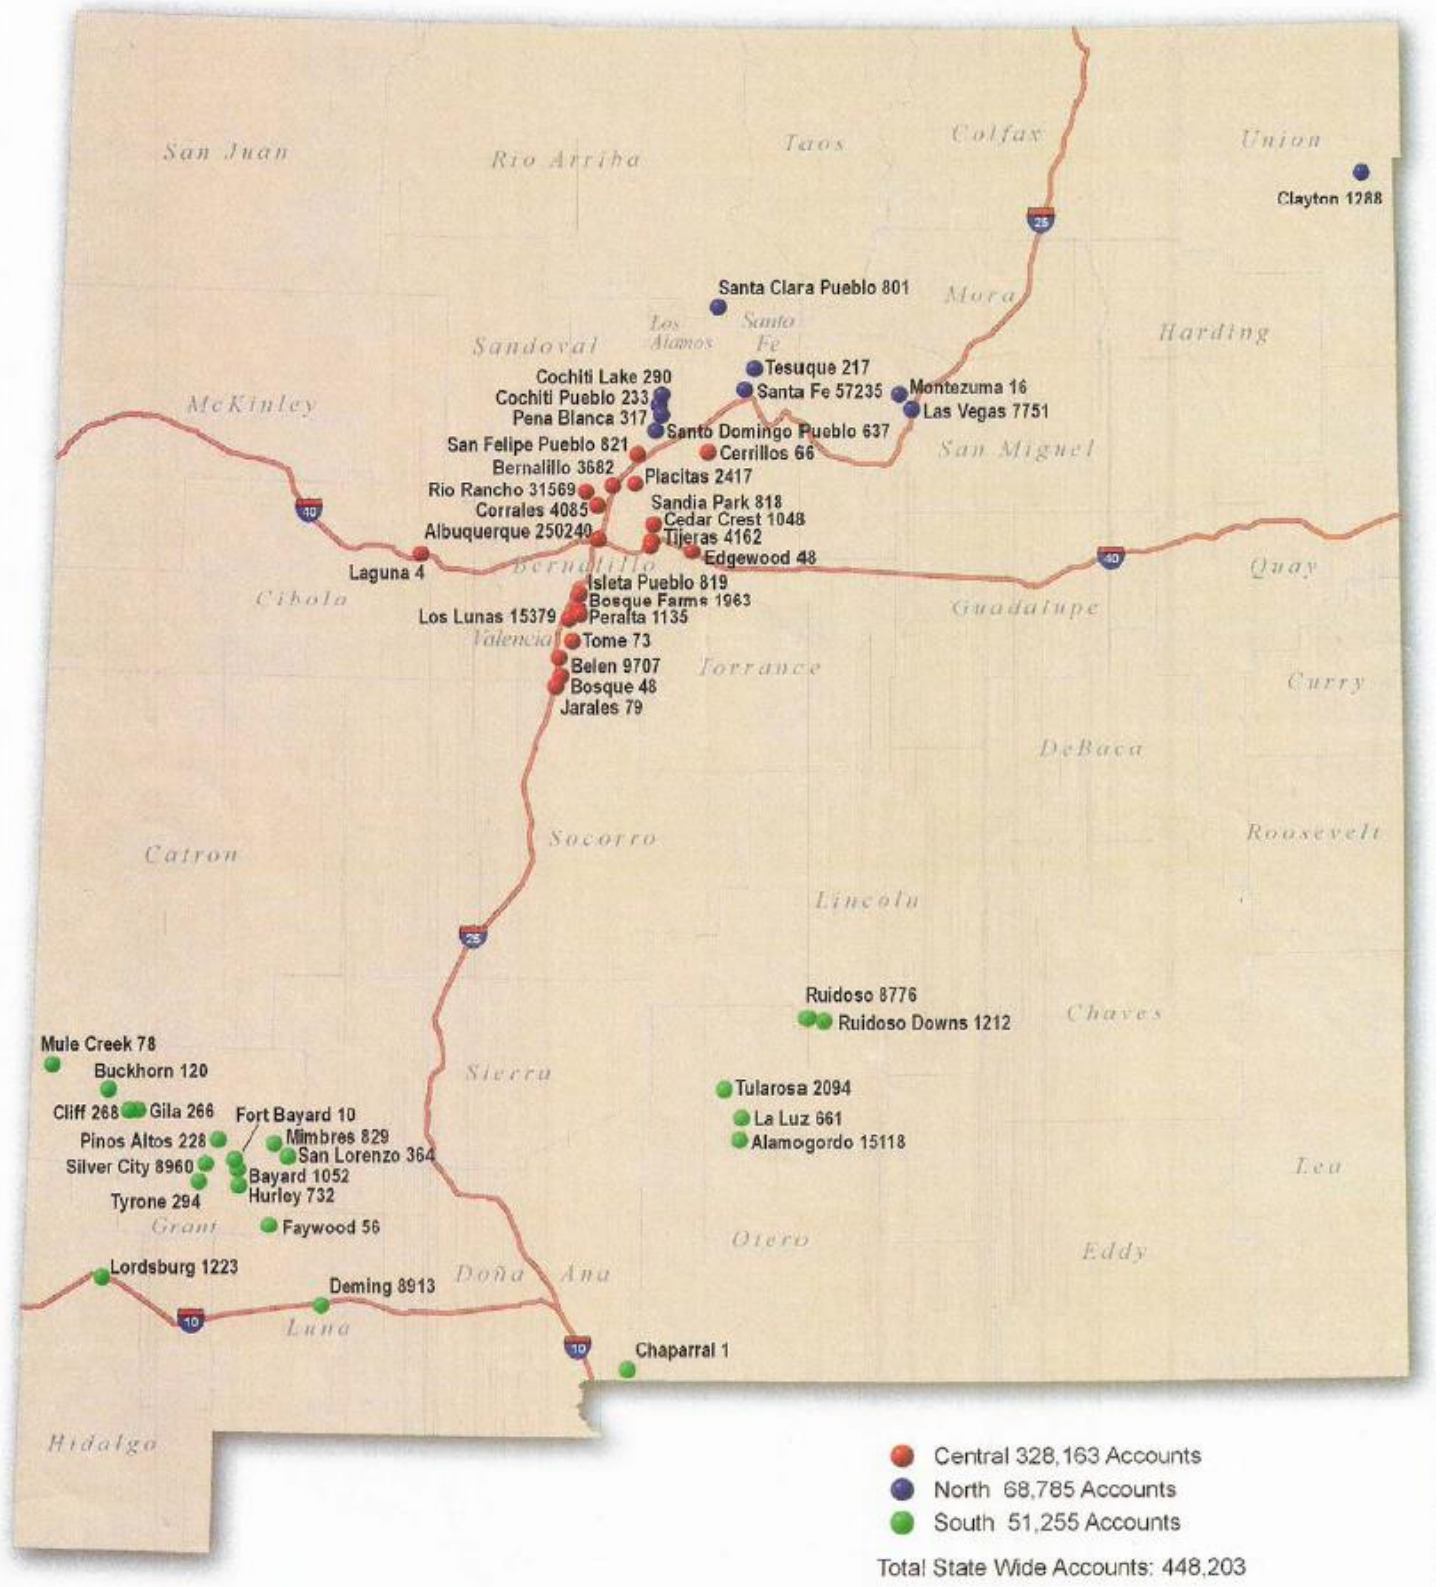 San Juan
Rio Arriba
Taos
Colfax
Union
Clayton 1288
25
Santa Clara Pueblo 801
Mora
Los
Alamos
Santa
Fe
Harding
Sandoval
Tesuque 217
Cochiti Lake 290
Santa Fe 57235
Montezuma 16
Cochiti Pueblo 233
McKinley
Las Vegas 7751
Pena Blanca 317
Santo Domingo Pueblo 637
San Felipe Pueblo 821
Cerrillos 66
San Miguel
Bernalillo 3682
Placitas 2417
Rio Rancho 31569
Sandia Park 818
Corrales 4085
40
Cedar Crest 1048
Albuquerque 250240
Tijeras 4162
Edgewood 48
40
Laguna 4
Bernalillo
Quay
Isleta Pueblo 819
Cibola
Bosque Farms 1963
Guadalupe
Los Lunas 15379
Peralta 1135
Valencia
Tome 73
Belen 9707
Torrance
Bosque 48
Curry
Jarales 79
DeBaca
Socorro
Roosevelt
Catron
Lincoln
25
Ruidoso 8776
Ruidoso Downs 1212
Chaves
Mule Creek 78
Buckhorn 120
Sierra
Tularosa 2094
Cliff 268
Gila 266
Fort Bayard 10
La Luz 661
Pinos Altos 228
Mimbres 829
Alamogordo 15118
San Lorenzo 364
Silver City 8960
Bayard 1052
Lea
Tyrone 294
Hurley 732
Grant
Faywood 56
Otero
Eddy
Lordsburg 1223
Doña Ana
Deming 8913
10
Luna
10
Chaparral 1
Hidalgo
Central 328,163 Accounts
North 68,785 Accounts
South 51,255 Accounts
Total State Wide Accounts: 448,203